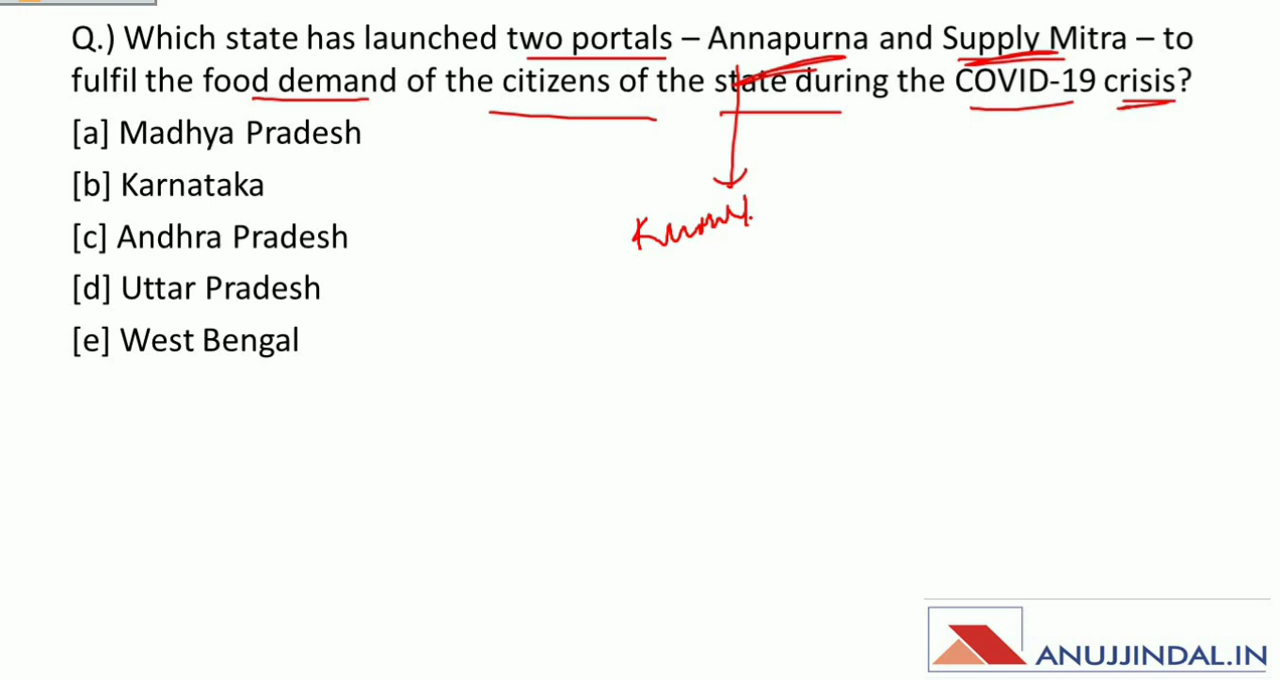 Q.) Which state has launched two portals – Annapurna and Supply Mitra – to
fulfil the food demand of the citizens of the state during the COVID-19 crisis?
[a] Madhya Pradesh
[b] Karnataka
[c] Andhra Pradesh
[d] Uttar Pradesh
[e] West Bengal
ANUJJINDAL.IN